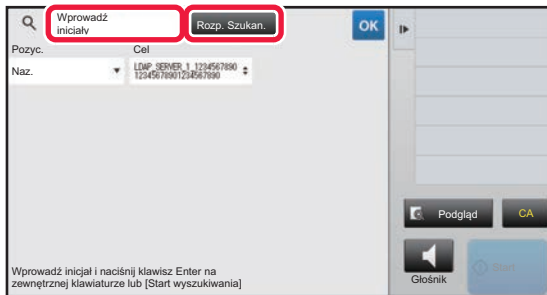 Wprowadź
inicjały
Rozp. Szukan.
OK
Pozyc.
Cel
Naz.
LDAP_SERVER_1_1234567890
12345678901234567890
Podgląd
CA
Głośnik
Start
Wprowadź inicjał i naciśnij klawisz Enter na
zewnętrznej klawiaturze lub [Start wyszukiwania]